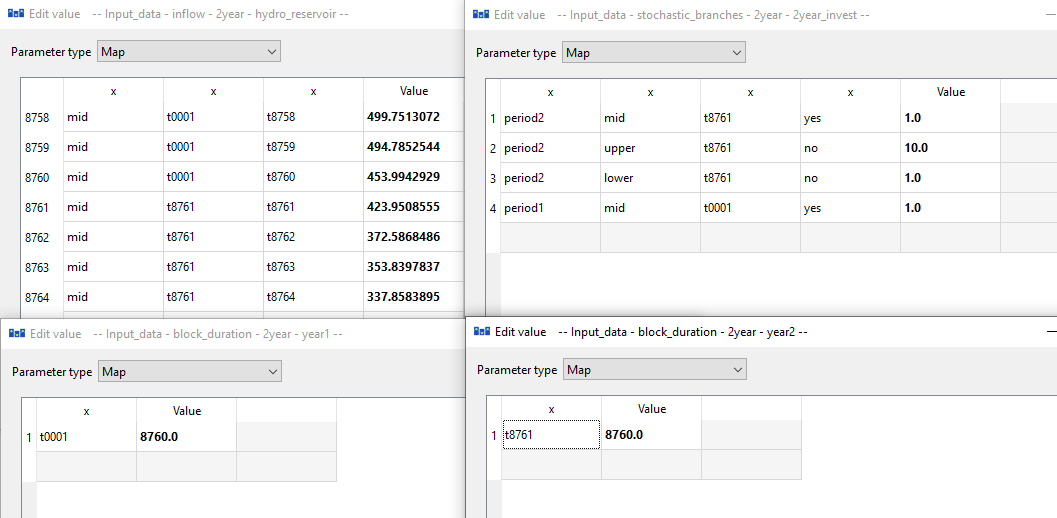 Edit value -- Input_data - inflow - 2year - hydro_reservoir --
Parameter type Map
x x x Value
8758 mid t0001 t8758 499.7513072
8759 mid t0001 t8759 494.7852544
8760 mid t0001 t8760 453.9942929
8761 mid t8761 t8761 423.9508555
8762 mid t8761 t8762 372.5868486
8763 mid t8761 t8763 353.8397837
8764 mid t8761 t8764 337.8583895
Edit value -- Input_data - stochastic_branches - 2year - 2year_invest --
Parameter type Map
x x x x Value
1 period2 mid t8761 yes 1.0
2 period2 upper t8761 no 10.0
3 period2 lower t8761 no 1.0
4 period1 mid t0001 yes 1.0
Edit value -- Input_data - block_duration - 2year - year1 --
Parameter type Map
x Value
1 t0001 8760.0
Edit value -- Input_data - block_duration - 2year - year2 --
Parameter type Map
x Value
1 t8761 8760.0